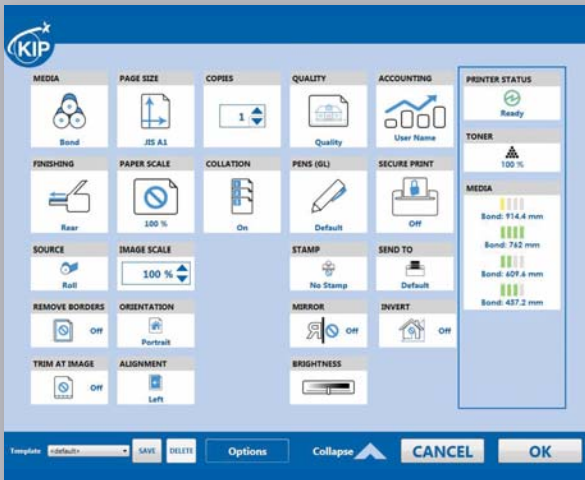 KIP
MEDIA
Bond
PAGE SIZE
JIS A1
COPIES
1
QUALITY
Quality
ACCOUNTING
User Name
PRINTER STATUS
Ready
TONER
100 %
MEDIA
Bond: 914.4 mm
Bond: 762 mm
Bond: 609.6 mm
Bond: 457.2 mm
FINISHING
Rear
PAPER SCALE
100 %
COLLATION
On
PENS (GL)
Default
SECURE PRINT
Off
SOURCE
Roll
IMAGE SCALE
100 %
STAMP
No Stamp
SEND TO
Default
REMOVE BORDERS
Off
ORIENTATION
Portrait
MIRROR
Off
INVERT
Off
TRIM AT IMAGE
Off
ALIGNMENT
Left
BRIGHTNESS
Template <default> SAVE DELETE Options Collapse CANCEL OK